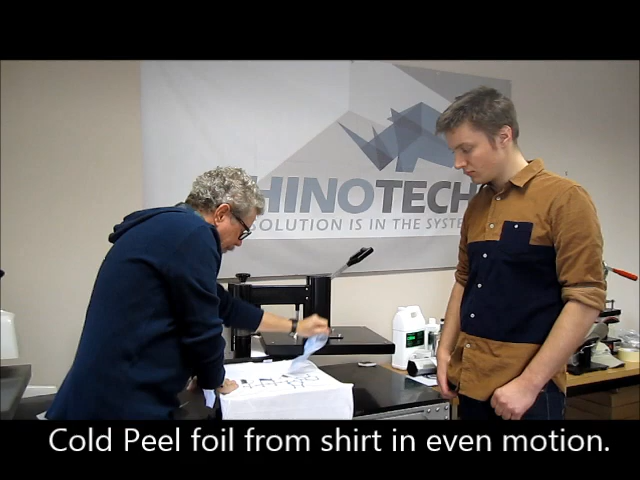 HINOTECH
SOLUTION IS IN THE SYSTE
Cold Peel foil from shirt in even motion.